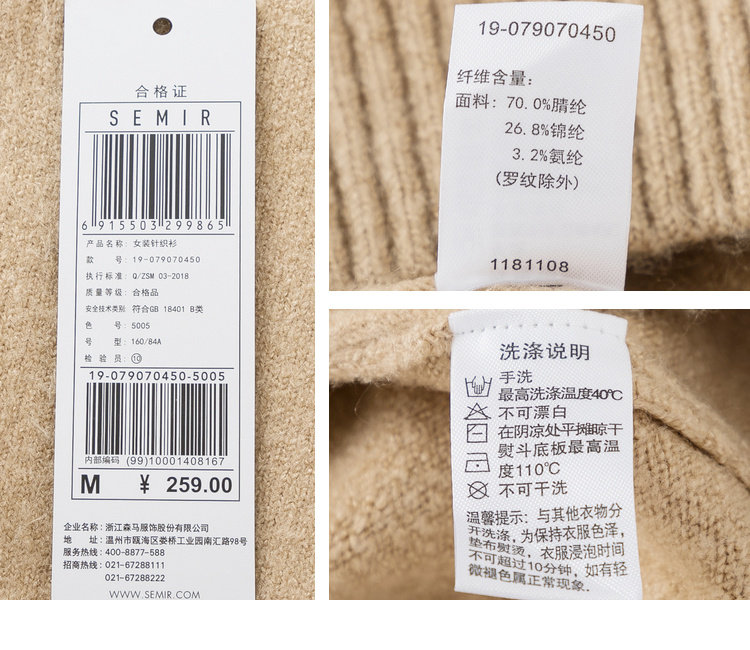 合格证
SEMIR
6 915503 299865
产品名称: 女装针织衫
款 号: 19-079070450
执行标准: Q/ZSM 03-2018
质量等级: 合格品
安全技术类别: 符合GB 18401 B类
色 号: 5005
号 型: 160/84A
检 验 员: ⑩
19-079070450-5005
内部编码 (99)10001408167
M ¥ 259.00
企业名称: 浙江森马服饰股份有限公司
地 址: 温州市瓯海区娄桥工业园南汇路98号
服务热线: 400-8877-588
招商热线: 021-67288111
021-67288222
WWW.SEMIR.COM
19-079070450
纤维含量:
面料: 70.0%腈纶
26.8%锦纶
3.2%氨纶
(罗纹除外)
1181108
洗涤说明
手洗
最高洗涤温度40℃
不可漂白
在阴凉处平摊晾干
熨斗底板最高温
度110℃
不可干洗
温馨提示: 与其他衣物分
开洗涤, 为保持衣服色泽,
垫布熨烫, 衣服浸泡时间
不可超过10分钟, 如有轻
微褪色属正常现象.